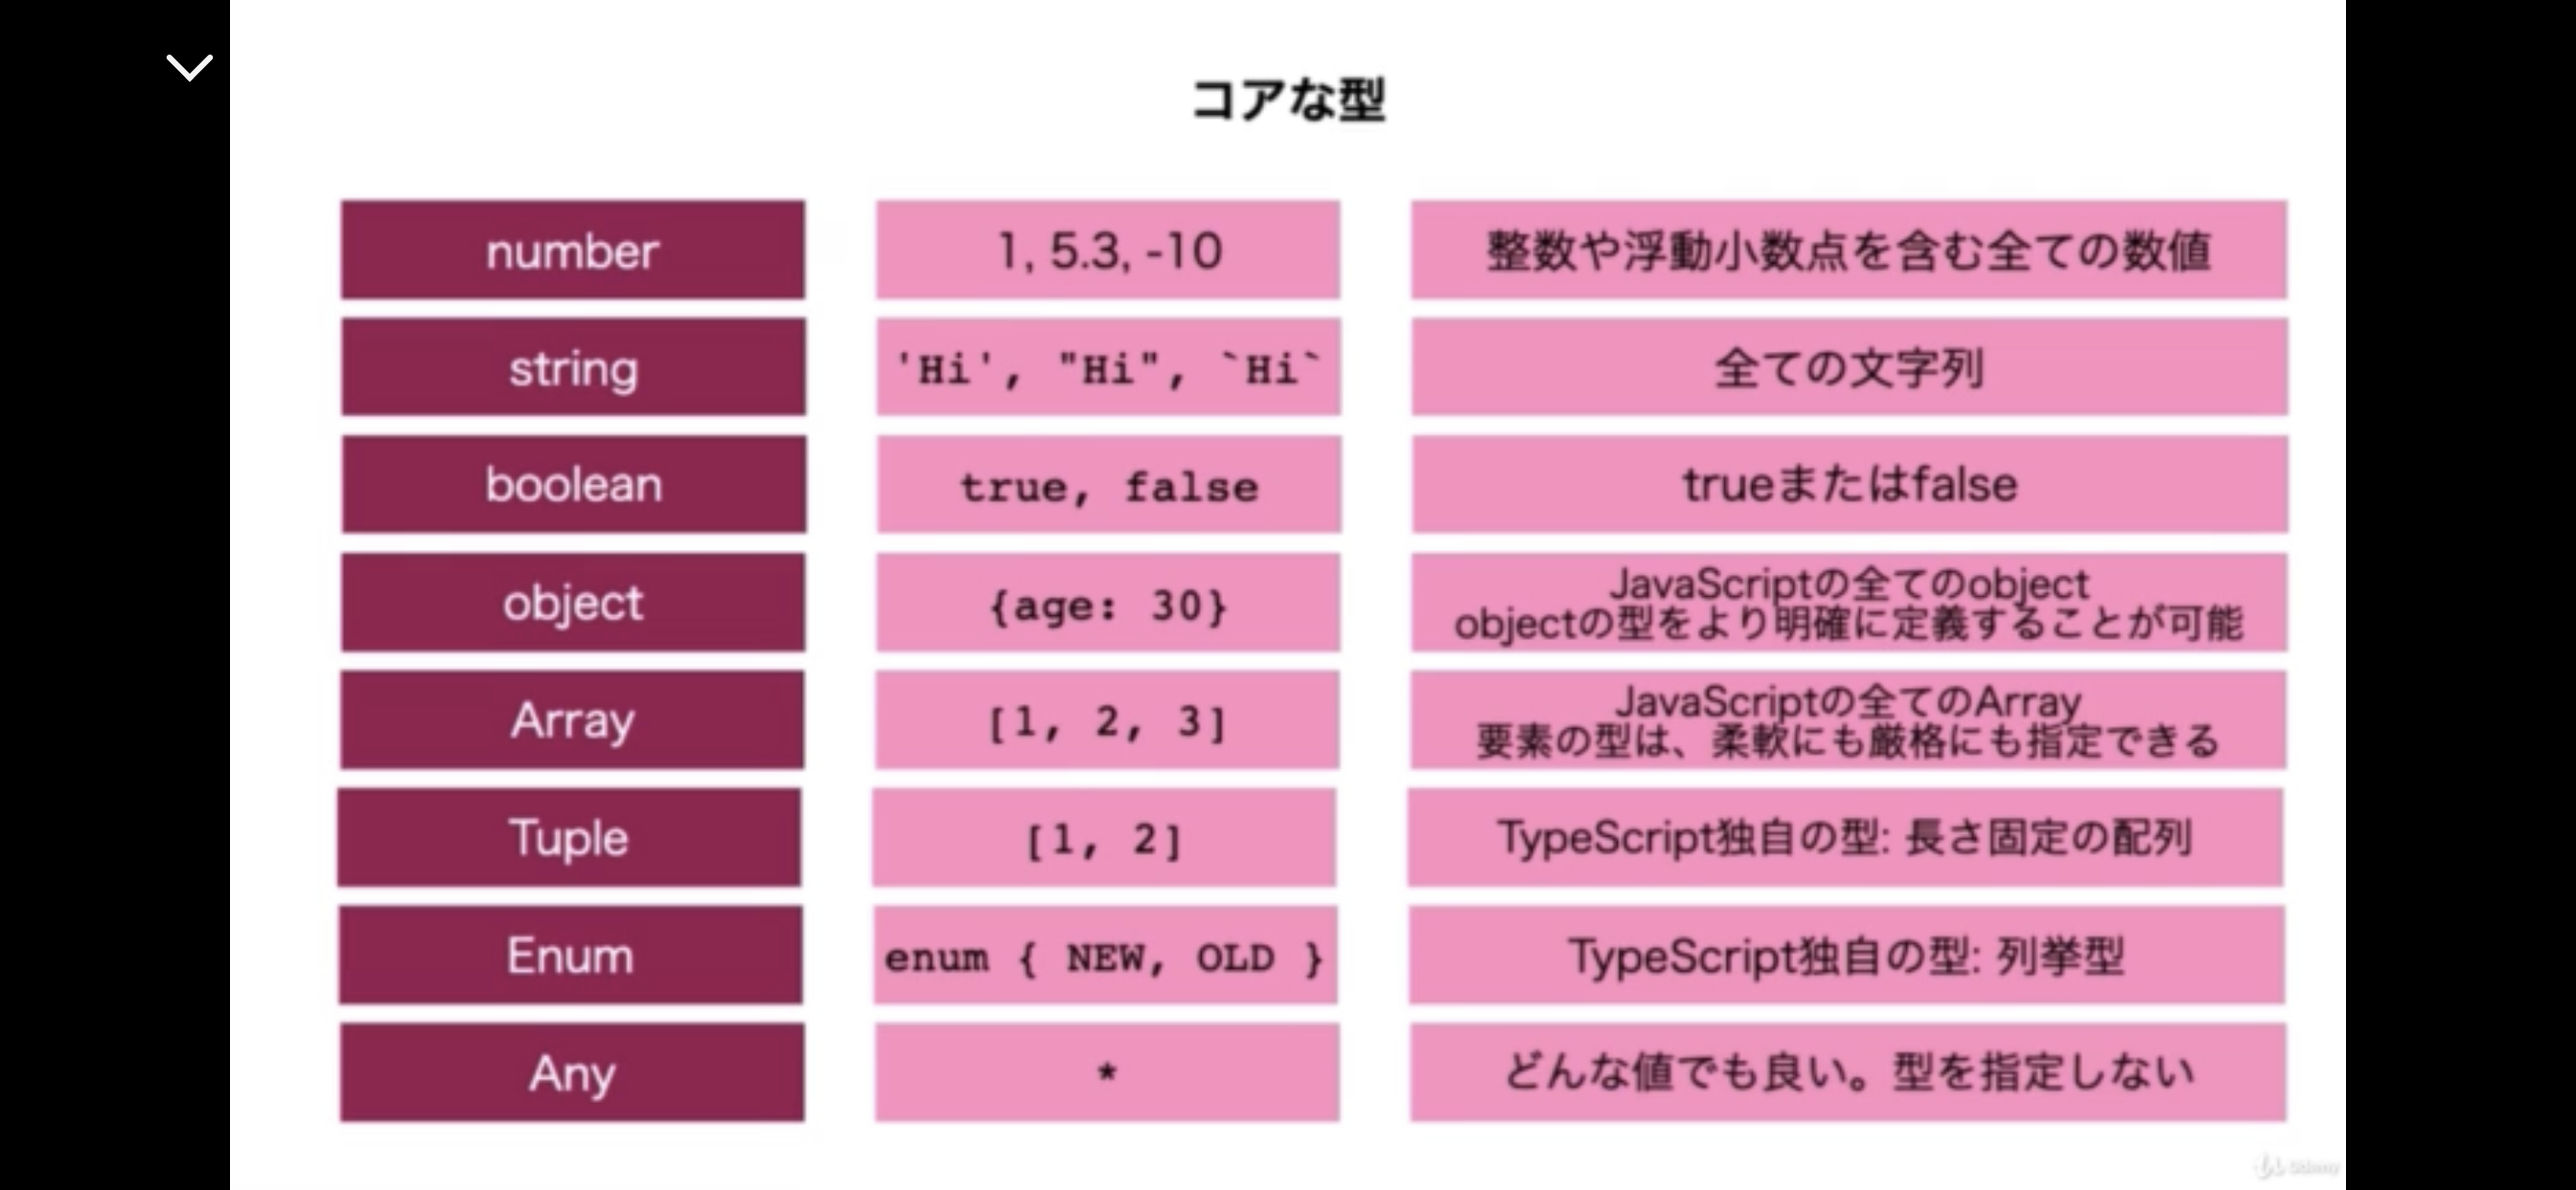 コアな型
number
1, 5.3, -10
整数や浮動小数点を含む全ての数値
string
'Hi', "Hi", `Hi`
全ての文字列
boolean
true, false
trueまたはfalse
object
{age: 30}
JavaScriptの全てのobject
objectの型をより明確に定義することが可能
Array
[1, 2, 3]
JavaScriptの全てのArray
要素の型は、柔軟にも厳格にも指定できる
Tuple
[1, 2]
TypeScript独自の型: 長さ固定の配列
Enum
enum { NEW, OLD }
TypeScript独自の型: 列挙型
Any
*
どんな値でも良い。型を指定しない
Udemy